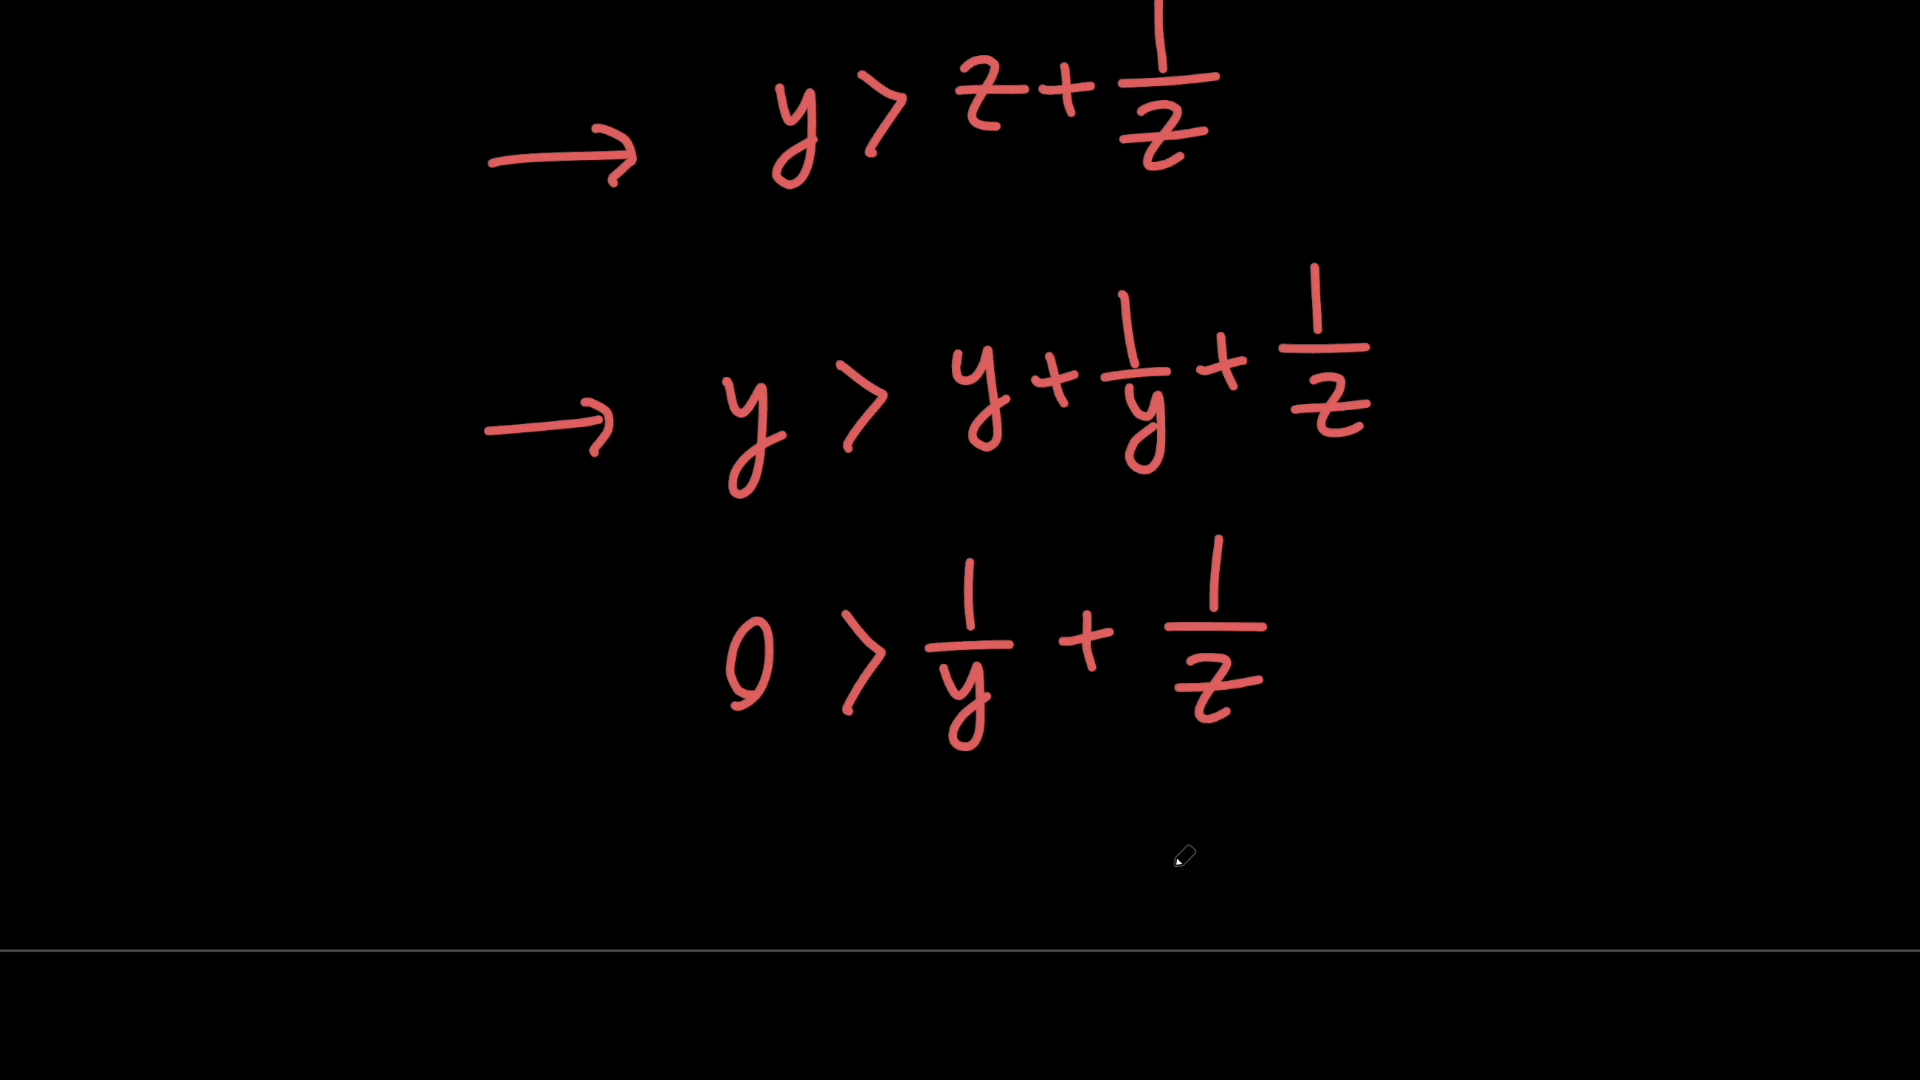 → y > z + 1/z
→ y > y + 1/y + 1/z
0 > 1/y + 1/z